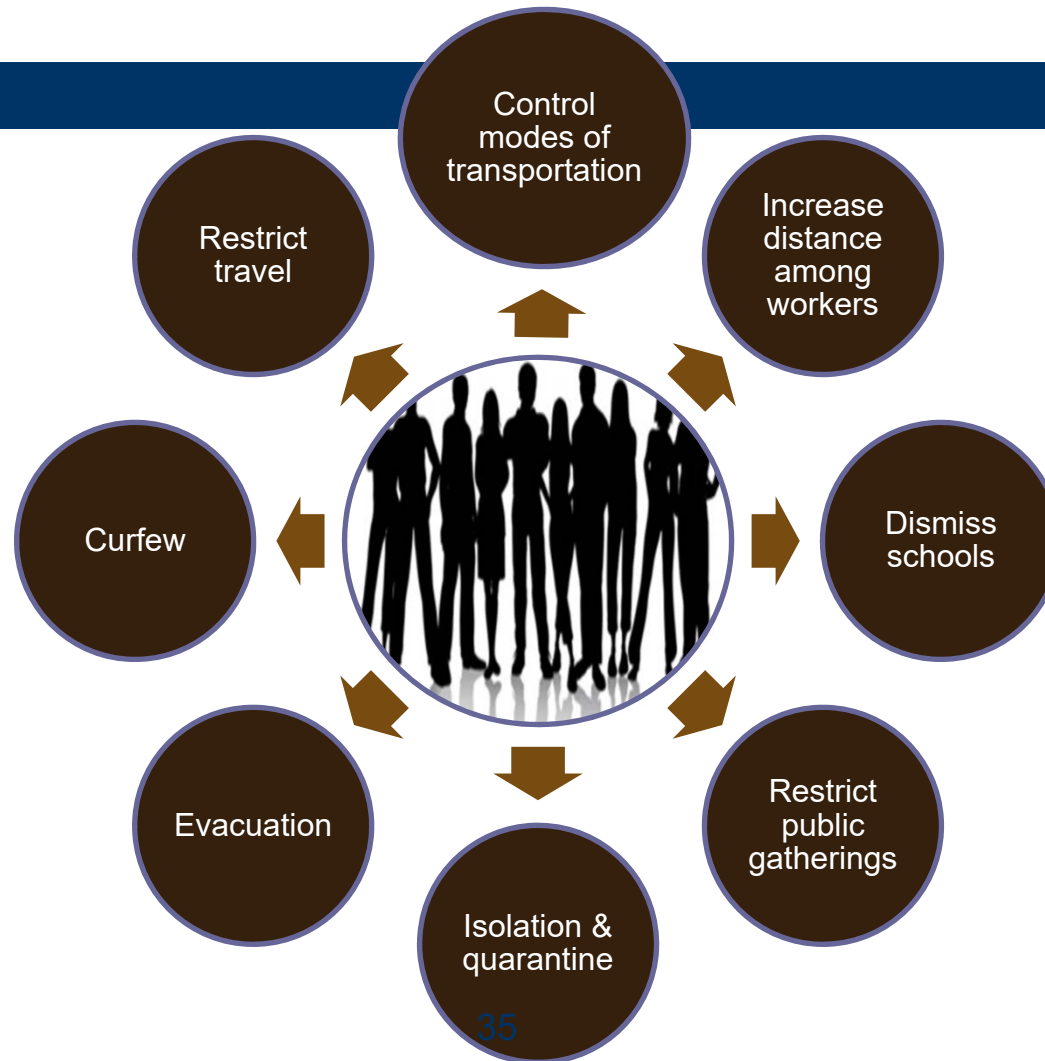 Control
modes of
transportation
Increase
distance
among
workers
Dismiss
schools
Restrict
public
gatherings
Isolation &
quarantine
Evacuation
Curfew
Restrict
travel
35